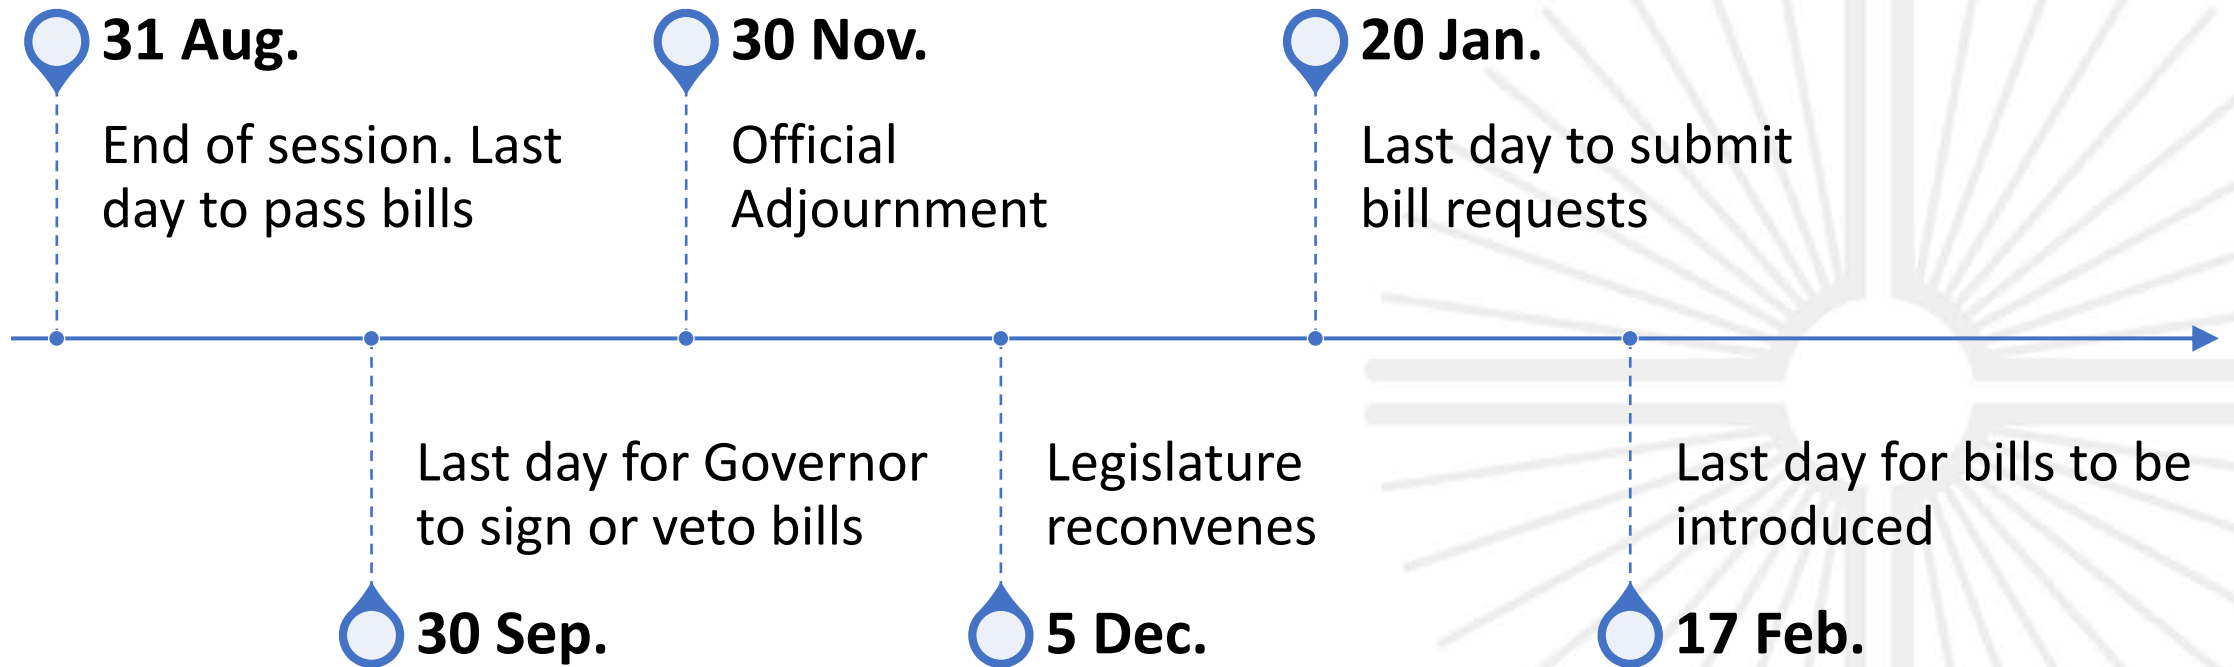 31 Aug.
End of session. Last
day to pass bills
30 Sep.
Last day for Governor
to sign or veto bills
30 Nov.
Official
Adjournment
5 Dec.
Legislature
reconvenes
20 Jan.
Last day to submit
bill requests
17 Feb.
Last day for bills to be
introduced